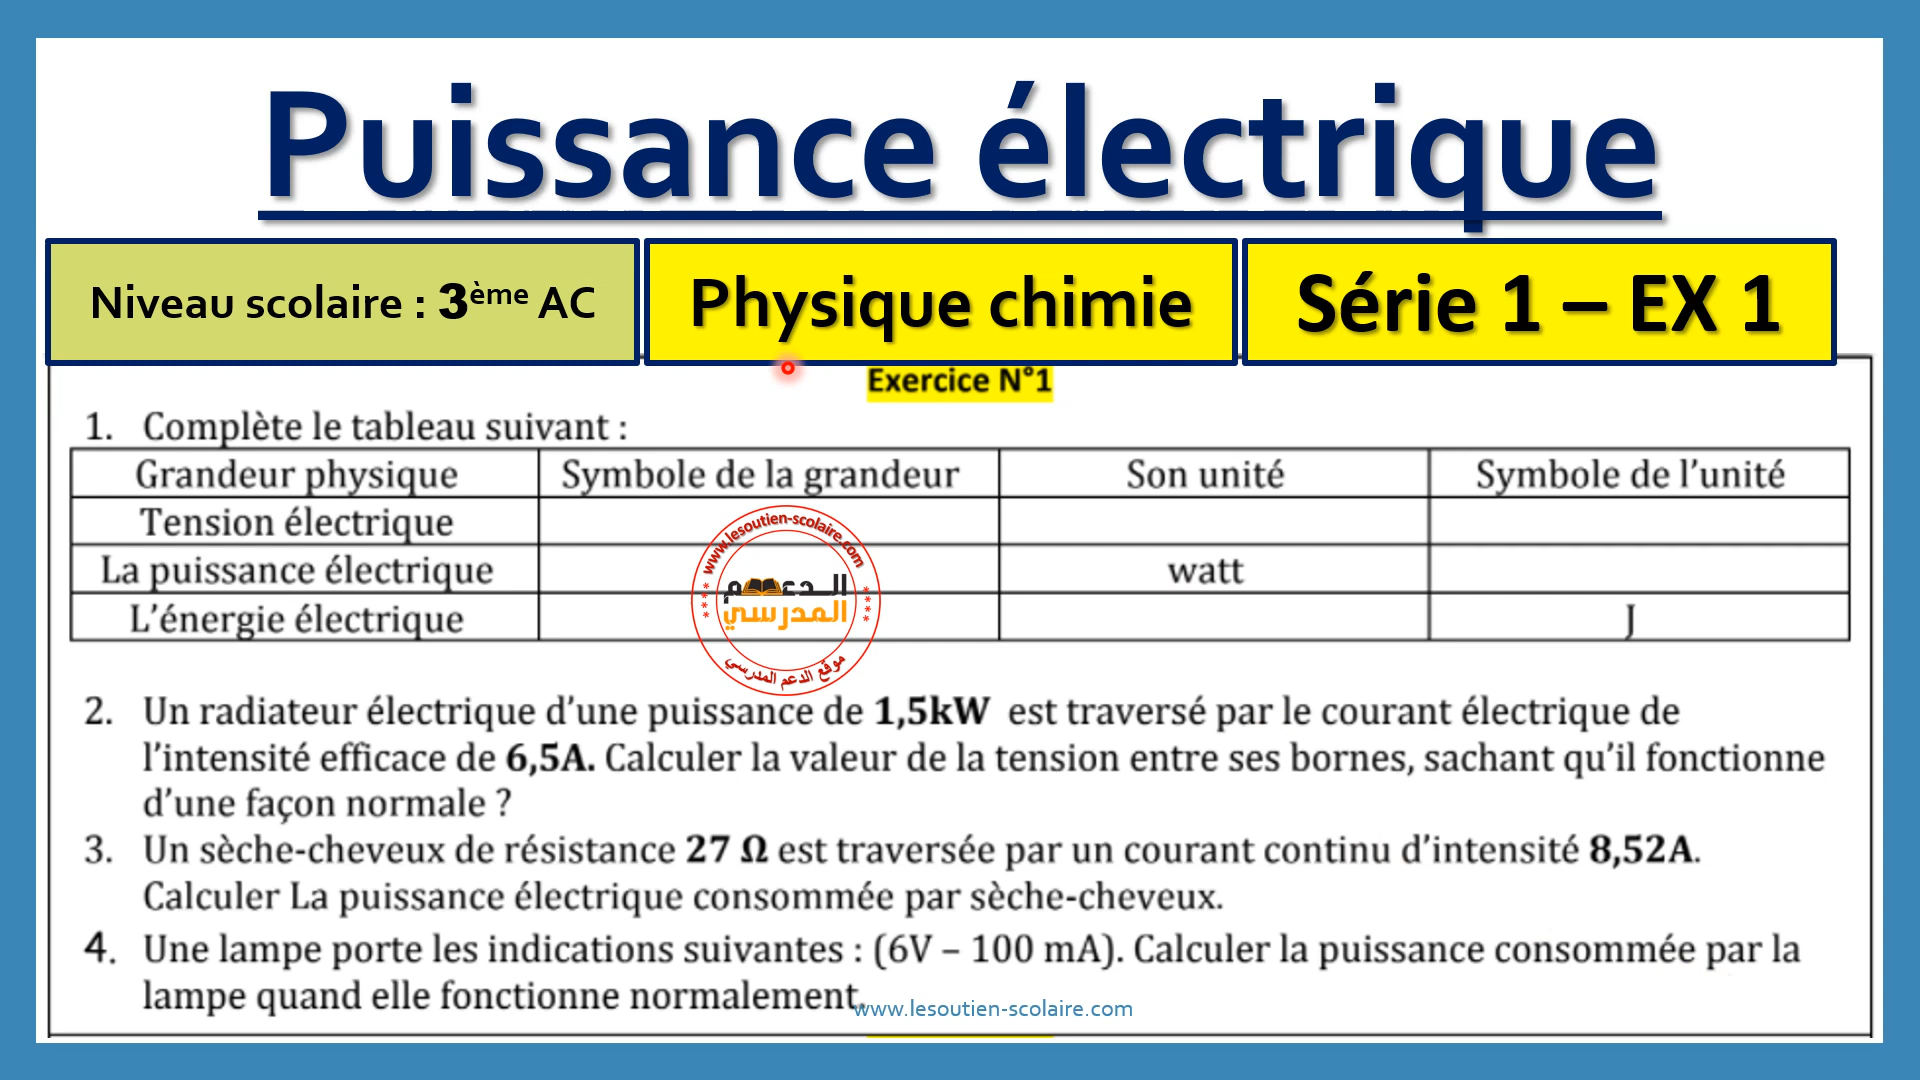 Puissance électrique
Niveau scolaire : 3ème AC
Physique chimie
Série 1 – EX 1
Exercice N°1
1. Complète le tableau suivant :
Grandeur physique Symbole de la grandeur Son unité Symbole de l'unité
Tension électrique
La puissance électrique watt
L'énergie électrique J
www.lesoutien-scolaire.com
الدعم
المدرسي
موقع الدعم المدرسي
2. Un radiateur électrique d'une puissance de 1,5kW est traversé par le courant électrique de
l'intensité efficace de 6,5A. Calculer la valeur de la tension entre ses bornes, sachant qu'il fonctionne
d'une façon normale ?
3. Un sèche-cheveux de résistance 27 Ω est traversée par un courant continu d'intensité 8,52A.
Calculer La puissance électrique consommée par sèche-cheveux.
4. Une lampe porte les indications suivantes : (6V – 100 mA). Calculer la puissance consommée par la
lampe quand elle fonctionne normalement.
www.lesoutien-scolaire.com